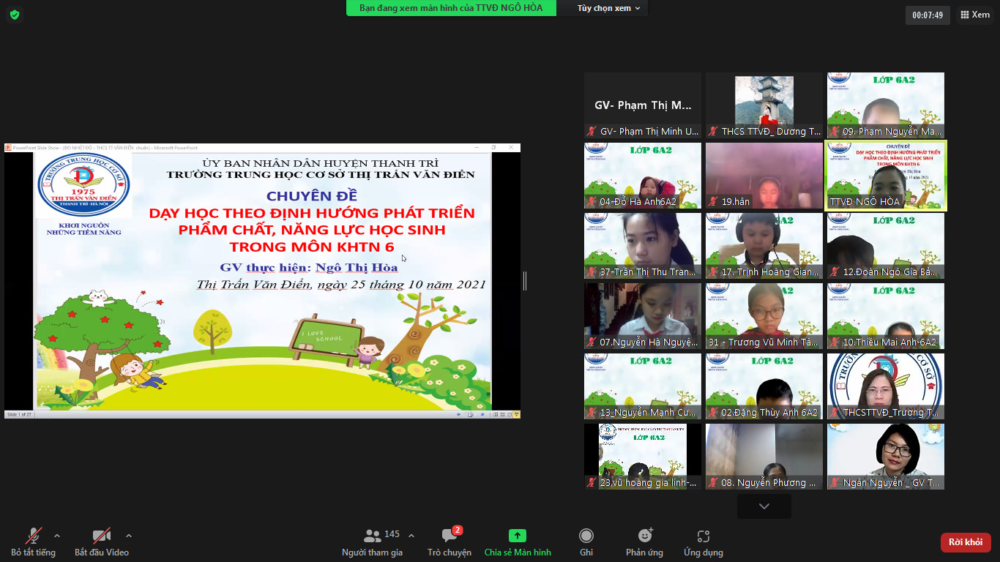 Bạn đang xem màn hình của TTVĐ NGÔ HÒA
Tùy chọn xem
00:07:49
Xem
PowerPoint Slide Show - [ĐO NHIỆT ĐỘ - THCS TT VĂN ĐIỂN chuẩn] - Microsoft PowerPoint
TRƯỜNG TRUNG HỌC CƠ SỞ
1975
THỊ TRẤN VĂN ĐIỂN
THANH TRÌ-HÀ NỘI
KHƠI NGUỒN
NHỮNG TIỀM NĂNG
ỦY BAN NHÂN DÂN HUYỆN THANH TRÌ
TRƯỜNG TRUNG HỌC CƠ SỞ THỊ TRẤN VĂN ĐIỂN
CHUYÊN ĐỀ
DẠY HỌC THEO ĐỊNH HƯỚNG PHÁT TRIỂN
PHẨM CHẤT, NĂNG LỰC HỌC SINH
TRONG MÔN KHTN 6
GV thực hiện: Ngô Thị Hòa
Thị Trấn Văn Điển, ngày 25 tháng 10 năm 2021
I LOVE
SCHOOL
Slide 1 of 27
GV- Phạm Thị M...
GV- Phạm Thị Minh U...
THCS TTVĐ_ Dương T...
LỚP 6A2
09. Phạm Nguyễn Ma...
LỚP 6A2
04-Đỗ Hà Anh6A2
19.hân
CHUYÊN ĐỀ
DẠY HỌC THEO ĐỊNH HƯỚNG PHÁT TRIỂN
PHẨM CHẤT, NĂNG LỰC HỌC SINH
TRONG MÔN KHTN 6
TTVĐ NGÔ HÒA
37-Trần Thị Thu Tran...
17. Trịnh Hoàng Gian...
12.Đoàn Ngô Gia Bả...
07.Nguyễn Hà Nguyệ...
31 - Trương Vũ Minh Tâ...
LỚP 6A2
10.Thiều Mai Anh-6A2
LỚP 6A2
13_Nguyễn Mạnh Cư...
LỚP 6A2
02.Đặng Thùy Anh 6A2
THCSTTVĐ_Trương T...
LỚP 6A2
23.vũ hoàng gia linh-...
08. Nguyễn Phương ...
Ngân Nguyễn _ GV T...
Bỏ tắt tiếng
Bắt đầu Video
145
Người tham gia
2
Trò chuyện
Chia sẻ Màn hình
Ghi
Phản ứng
Ứng dụng
Rời khỏi